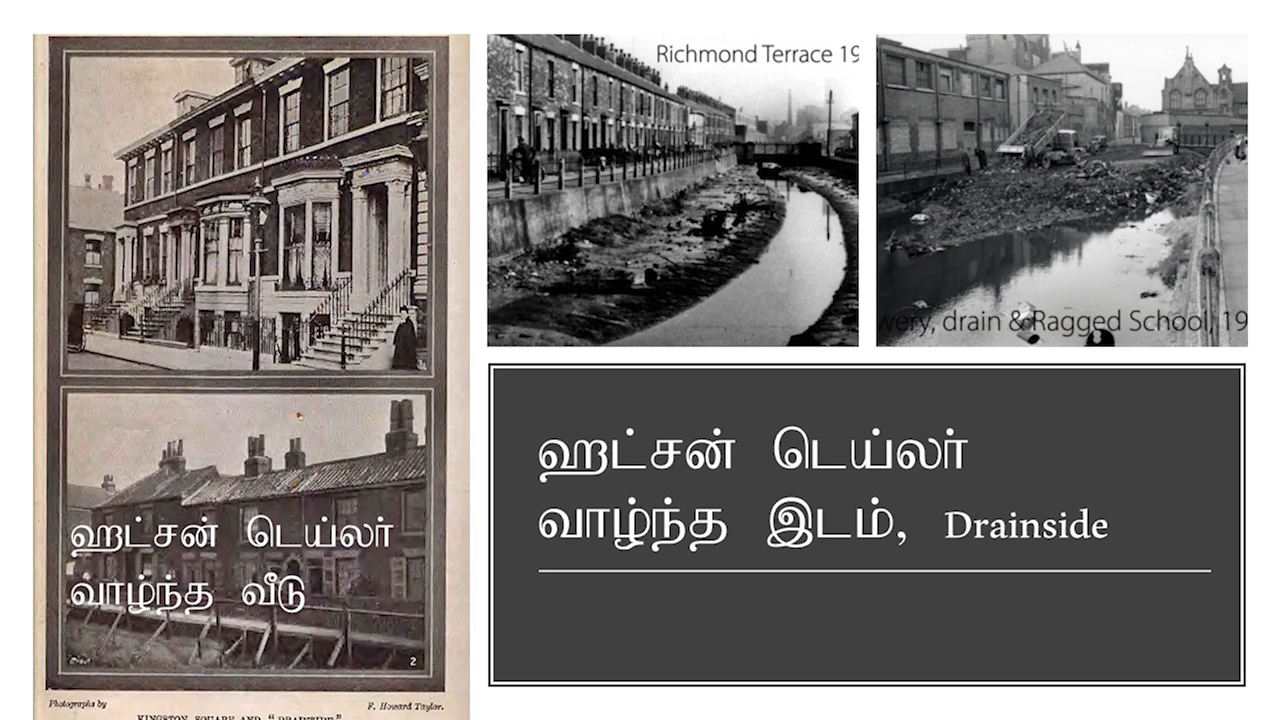 Richmond Terrace 19
wery, drain & Ragged School, 19
ஹட்சன் டெய்லர்
வாழ்ந்த வீடு
2
Photographs by F. Howard Taylor.
KINGSTON SQUARE AND "DRAINSIDE"
ஹட்சன் டெய்லர்
வாழ்ந்த இடம், Drainside